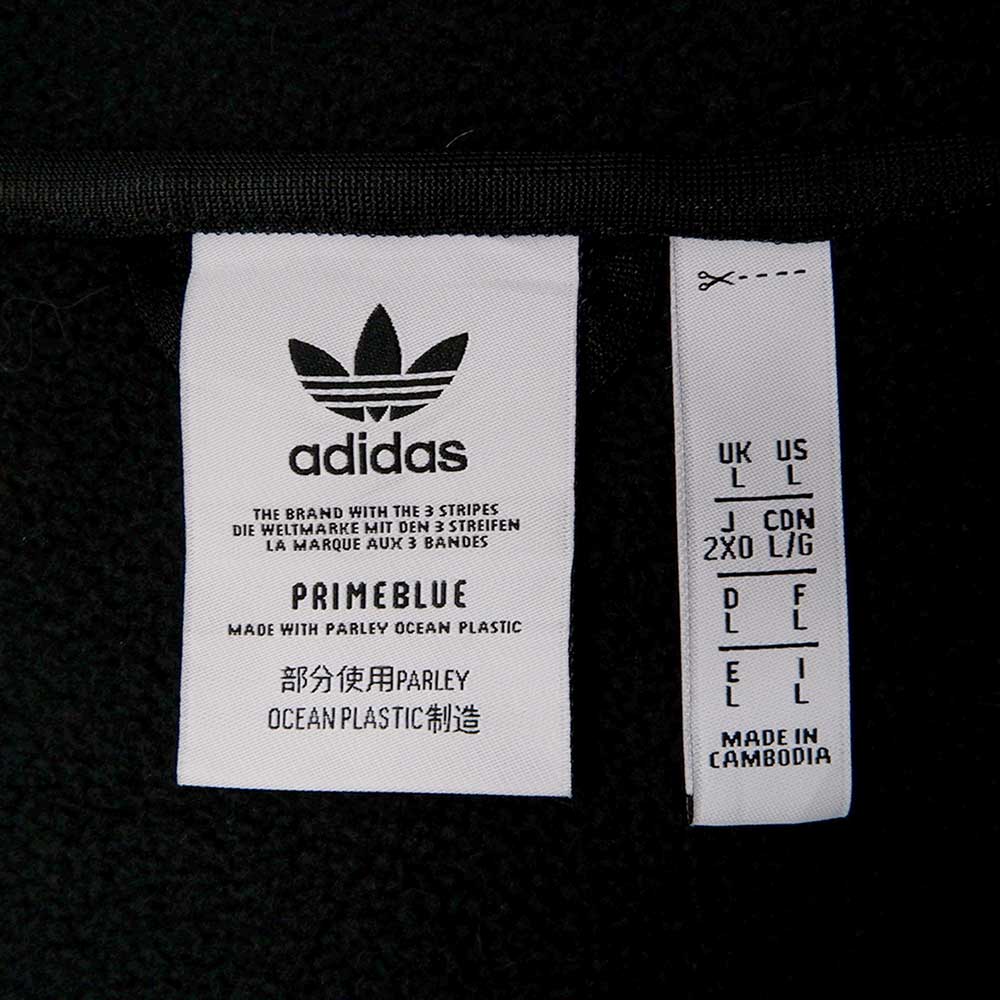 adidas
THE BRAND WITH THE 3 STRIPES
DIE WELTMARKE MIT DEN 3 STREIFEN
LA MARQUE AUX 3 BANDES
PRIMEBLUE
MADE WITH PARLEY OCEAN PLASTIC
部分使用PARLEY
OCEAN PLASTIC制造
UK US
L L
J CDN
2XO L/G
D F
L L
E I
L L
MADE IN
CAMBODIA